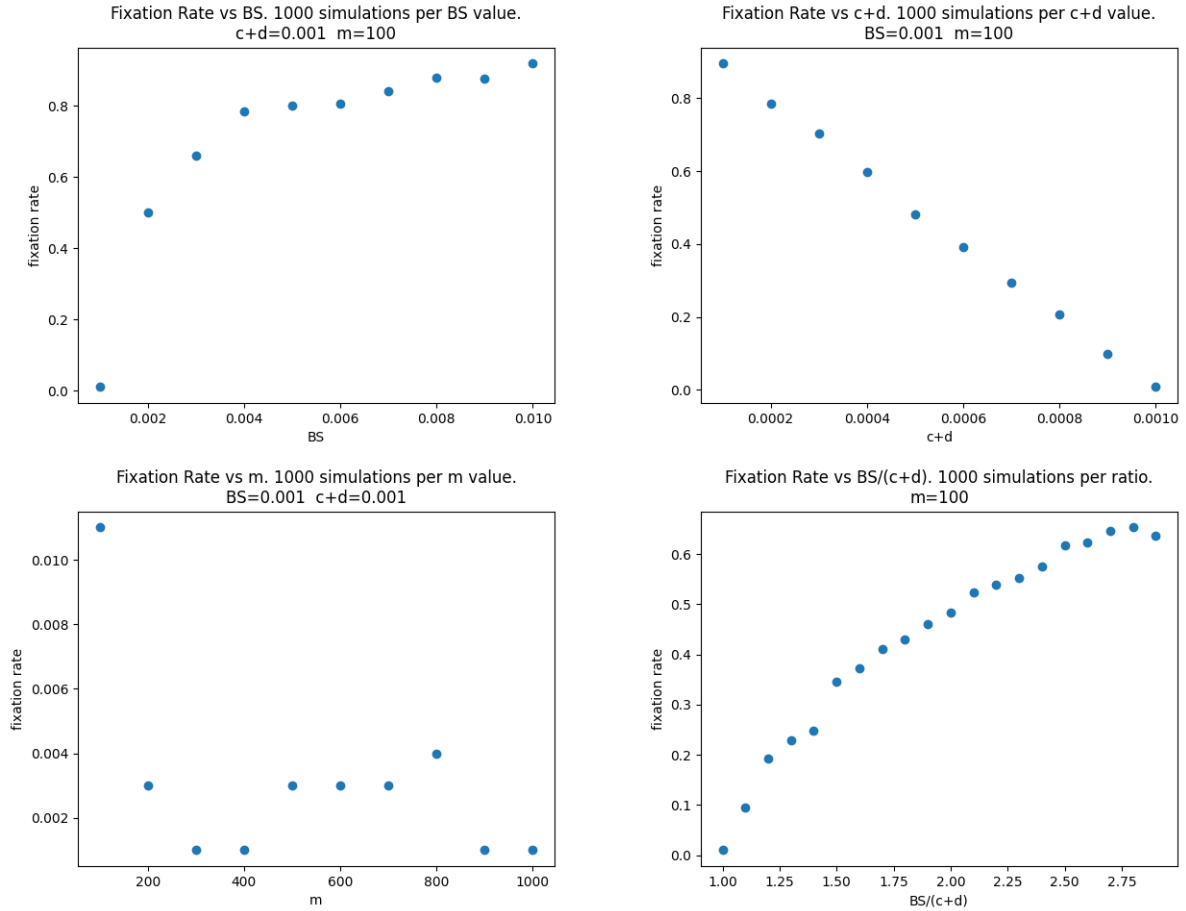 Fixation Rate vs BS. 1000 simulations per BS value.
c+d=0.001  m=100
fixation rate
0.8
0.6
0.4
0.2
0.0
0.002
0.004
0.006
0.008
0.010
BS
Fixation Rate vs c+d. 1000 simulations per c+d value.
BS=0.001  m=100
fixation rate
0.8
0.6
0.4
0.2
0.0
0.0002
0.0004
0.0006
0.0008
0.0010
c+d
Fixation Rate vs m. 1000 simulations per m value.
BS=0.001  c+d=0.001
fixation rate
0.010
0.008
0.006
0.004
0.002
200
400
600
800
1000
m
Fixation Rate vs BS/(c+d). 1000 simulations per ratio.
m=100
fixation rate
0.6
0.5
0.4
0.3
0.2
0.1
0.0
1.00
1.25
1.50
1.75
2.00
2.25
2.50
2.75
BS/(c+d)